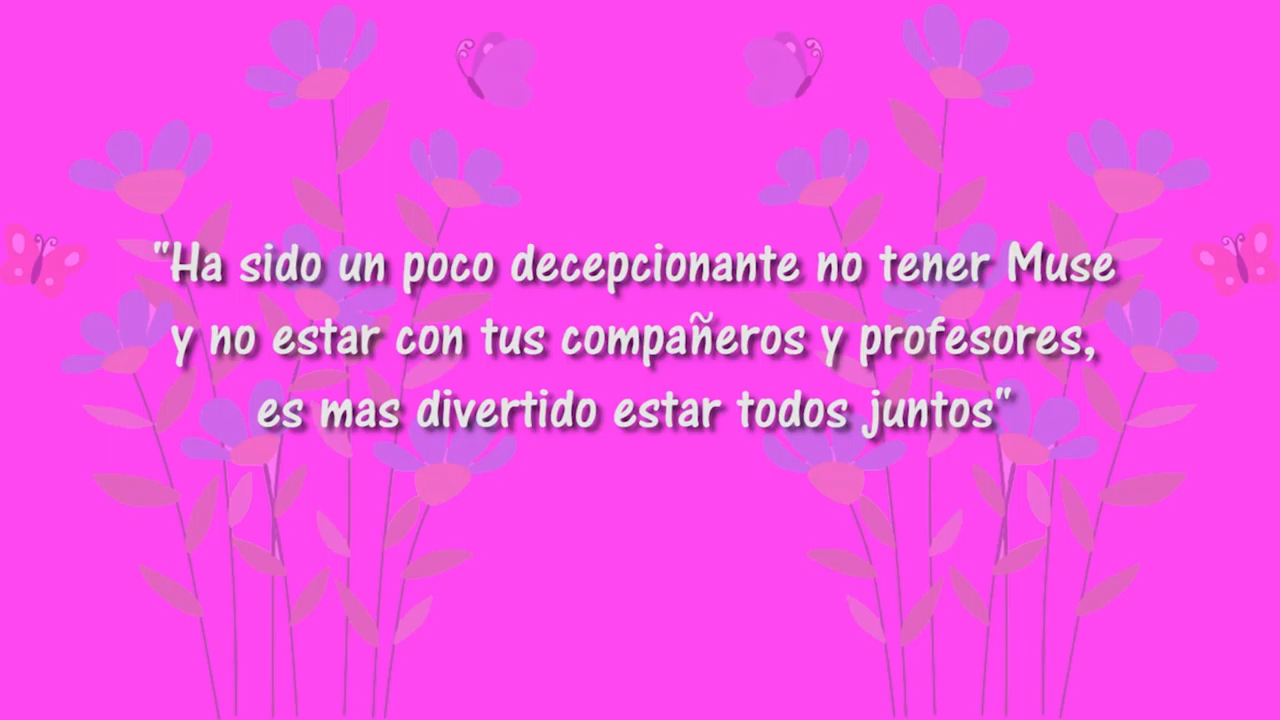 "Ha sido un poco decepcionante no tener Muse
y no estar con tus compañeros y profesores,
es mas divertido estar todos juntos"